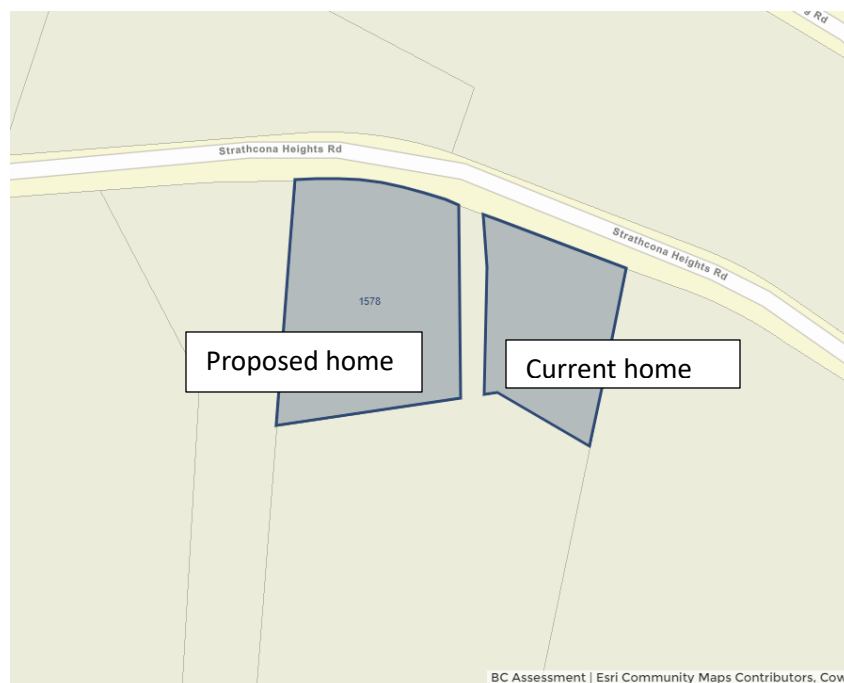 g Rd
Strathcona Heights Rd
Strathcona Heights Rd
1578
Proposed home
Current home
BC Assessment | Esri Community Maps Contributors, Cow